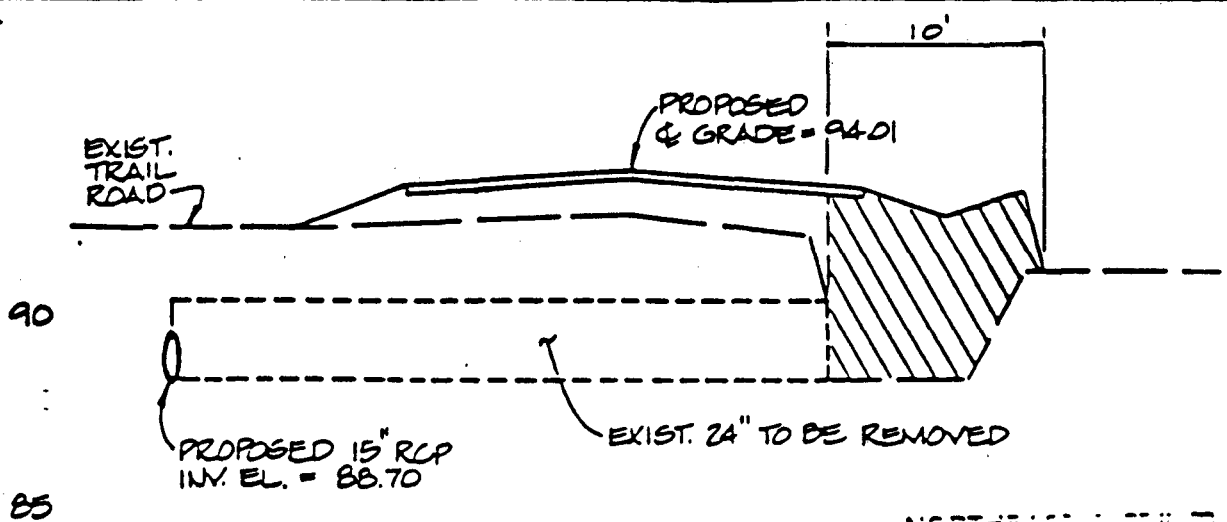 10'
PROPOSED
℄ GRADE = 94.01
EXIST.
TRAIL
ROAD
90
PROPOSED 15" RCP
INV. EL. = 88.70
EXIST. 24" TO BE REMOVED
85